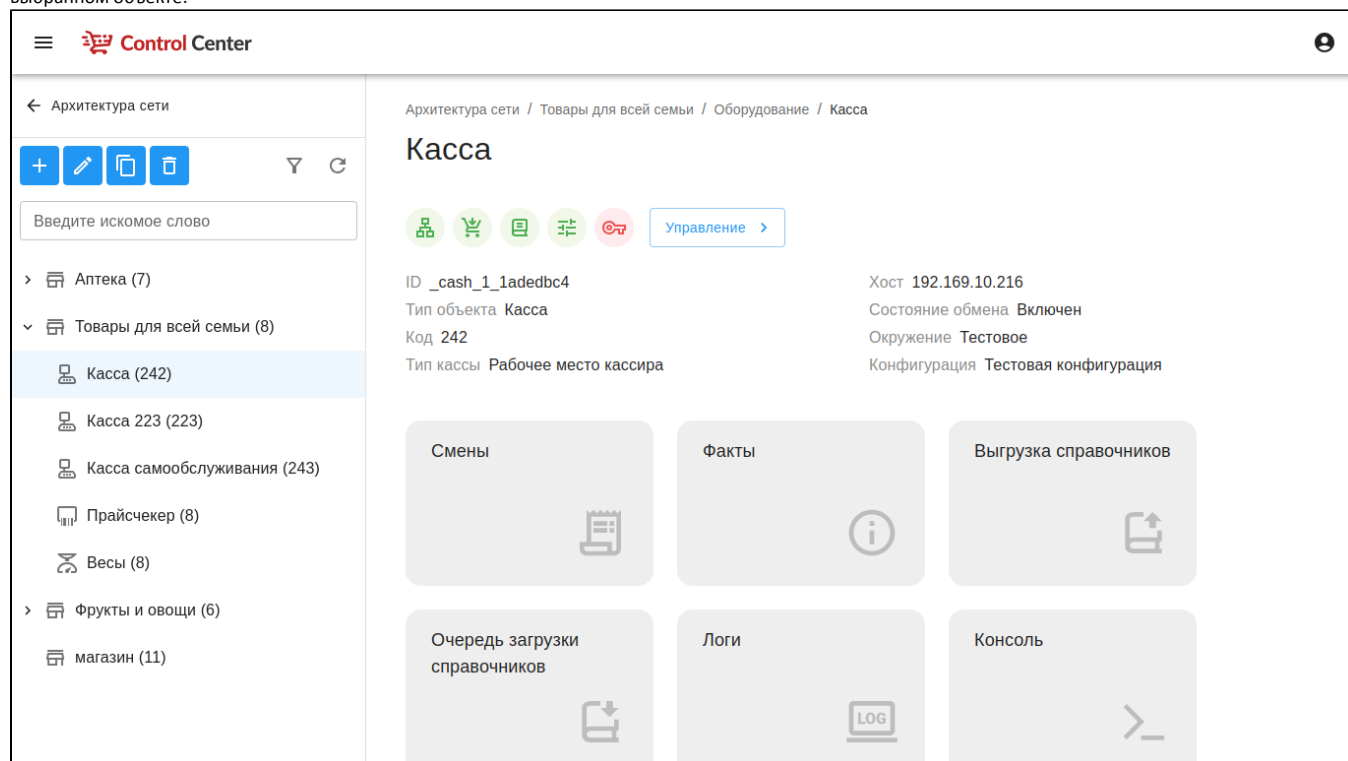 выбранном объекте.
Control Center
Архитектура сети
Архитектура сети / Товары для всей семьи / Оборудование / Касса
Касса
Введите искомое слово
Управление
Аптека (7)
Товары для всей семьи (8)
Касса (242)
Касса 223 (223)
Касса самообслуживания (243)
Прайсчекер (8)
Весы (8)
Фрукты и овощи (6)
магазин (11)
ID _cash_1_1adedbc4
Тип объекта Касса
Код 242
Тип кассы Рабочее место кассира
Хост 192.169.10.216
Состояние обмена Включен
Окружение Тестовое
Конфигурация Тестовая конфигурация
Смены
Факты
Выгрузка справочников
Очередь загрузки
справочников
Логи
LOG
Консоль